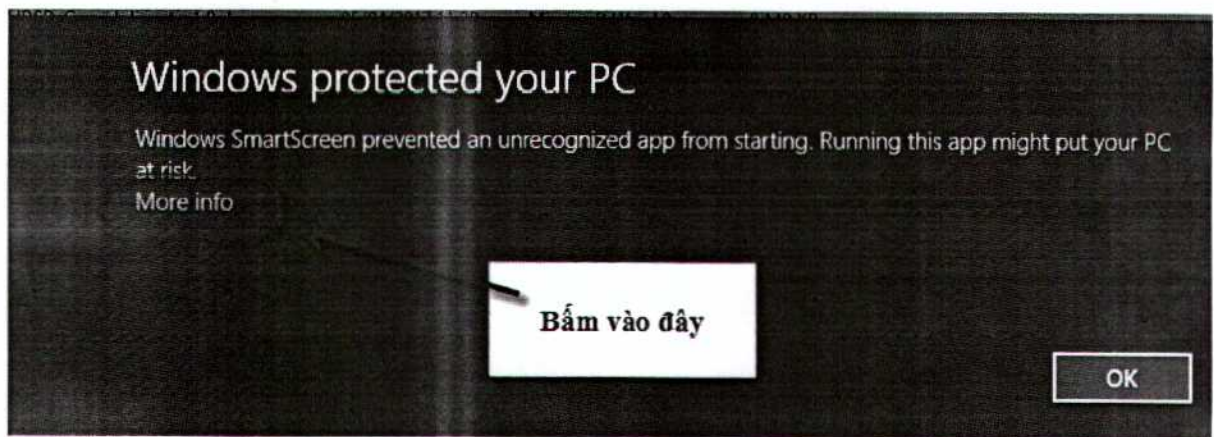 Windows protected your PC
Windows SmartScreen prevented an unrecognized app from starting. Running this app might put your PC
at risk.
More info
Bấm vào đây
OK